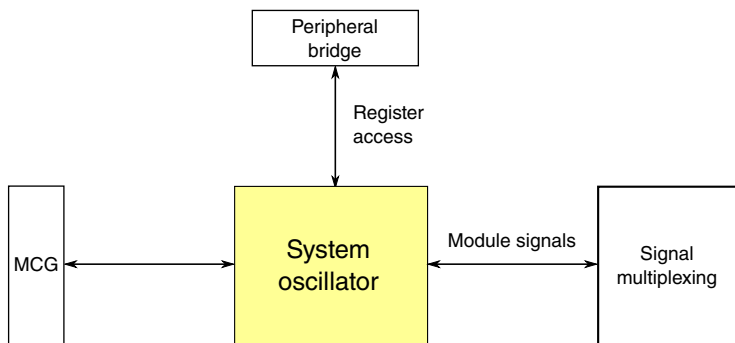 Peripheral
bridge
Register
access
MCG
System
oscillator
Module signals
Signal
multiplexing